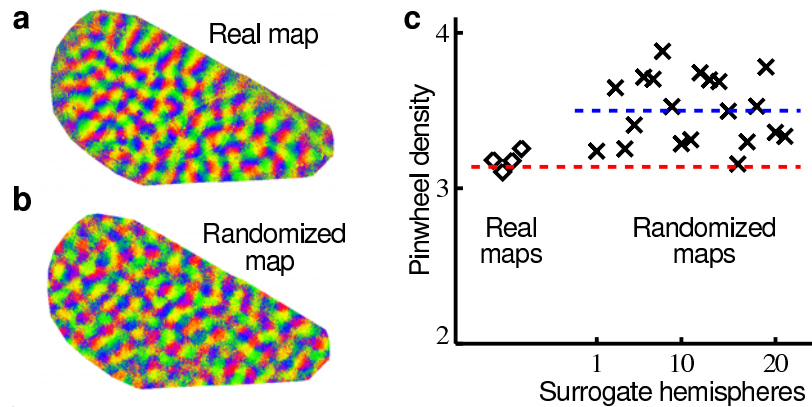 a
Real map
b
Randomized
map
c
Pinwheel density
4
3
2
Real
maps
Randomized
maps
1
10
20
Surrogate hemispheres